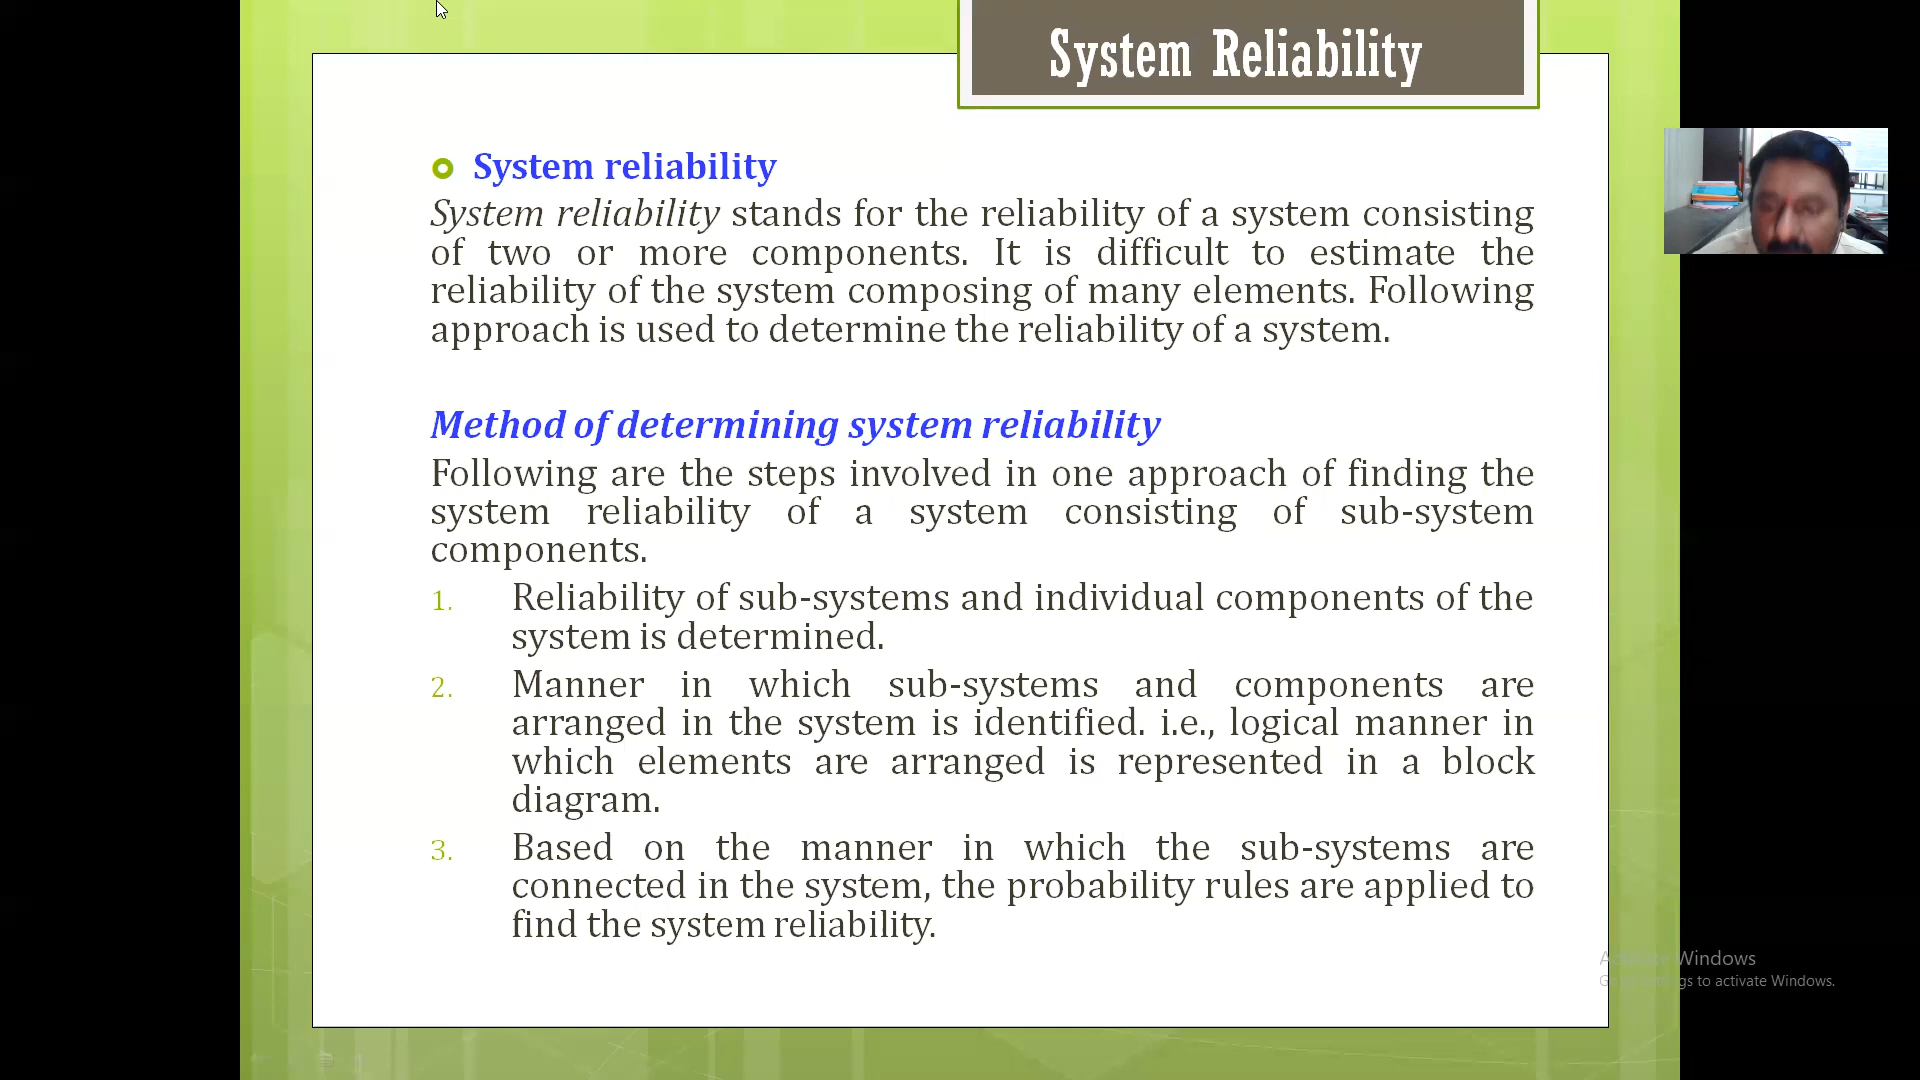 System Reliability
System reliability
System reliability stands for the reliability of a system consisting
of two or more components. It is difficult to estimate the
reliability of the system composing of many elements. Following
approach is used to determine the reliability of a system.
Method of determining system reliability
Following are the steps involved in one approach of finding the
system reliability of a system consisting of sub-system
components.
1. Reliability of sub-systems and individual components of the
system is determined.
2. Manner in which sub-systems and components are
arranged in the system is identified. i.e., logical manner in
which elements are arranged is represented in a block
diagram.
3. Based on the manner in which the sub-systems are
connected in the system, the probability rules are applied to
find the system reliability.
Activate Windows
Go to Settings to activate Windows.